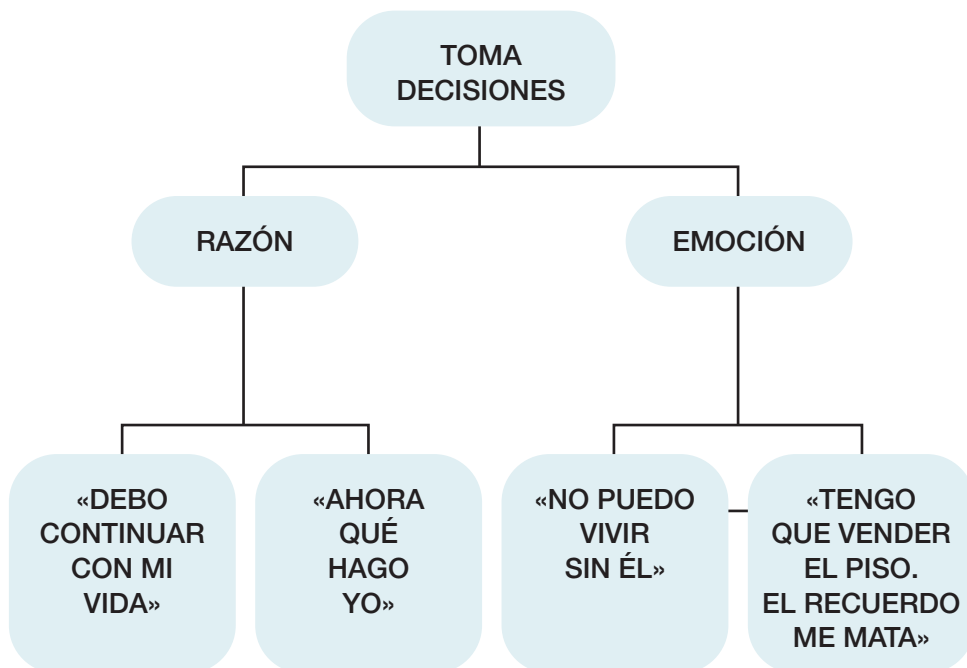 TOMA
DECISIONES
RAZÓN
EMOCIÓN
«DEBO
CONTINUAR
CON MI
VIDA»
«AHORA
QUÉ
HAGO
YO»
«NO PUEDO
VIVIR
SIN ÉL»
«TENGO
QUE VENDER
EL PISO.
EL RECUERDO
ME MATA»